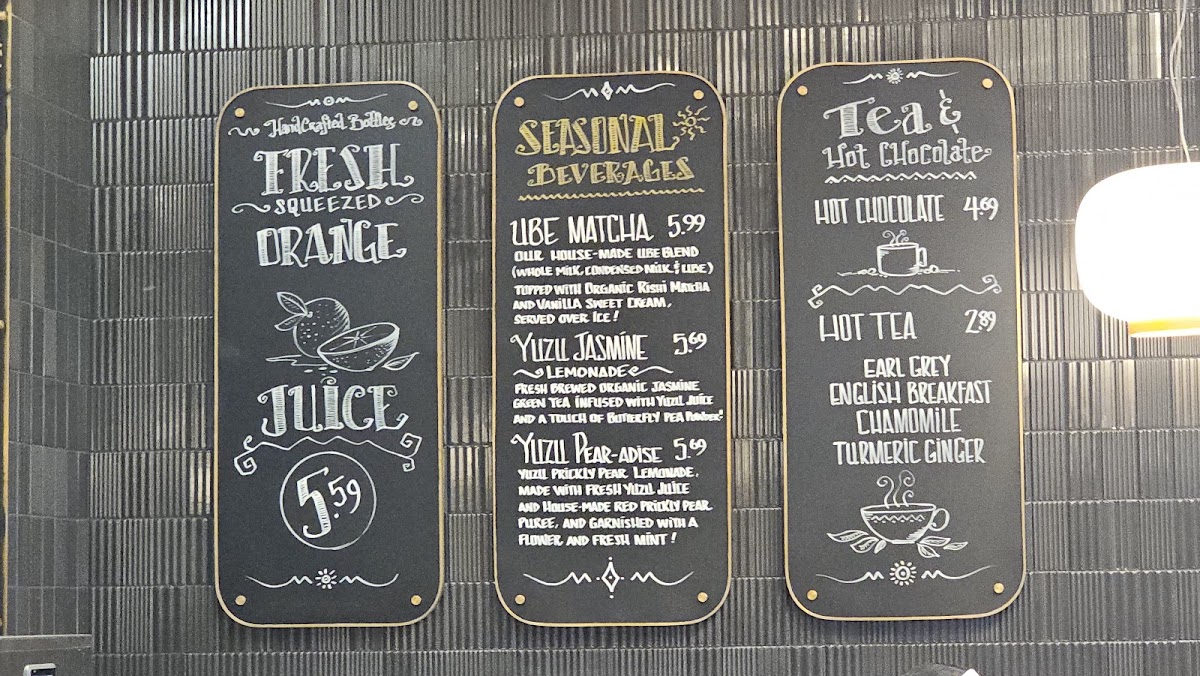 HandCrafted Bottles
FRESH
SQUEEZED
ORANGE
JUICE
5.59
SEASONAL
BEVERAGES
UBE MATCHA 5.99
OUR HOUSE-MADE UBE BLEND
(WHOLE MILK, CONDENSED MILK, & UBE)
TOPPED WITH ORGANIC RISHI MATCHA
AND VANILLA SWEET CREAM,
SERVED OVER ICE!
YUZU JASMINE 5.69
LEMONADE
FRESH BREWED ORGANIC JASMINE
GREEN TEA INFUSED WITH YUZU JUICE
AND A TOUCH OF BUTTERFLY PEA POWDER!
YUZU PEAR-ADISE 5.69
YUZU PRICKLY PEAR LEMONADE,
MADE WITH FRESH YUZU JUICE
AND HOUSE-MADE RED PRICKLY PEAR
PUREE, AND GARNISHED WITH A
FLOWER AND FRESH MINT!
Tea &
Hot CHocolate
HOT CHOCOLATE 4.69
HOT TEA 2.89
EARL GREY
ENGLISH BREAKFAST
CHAMOMILE
TURMERIC GINGER